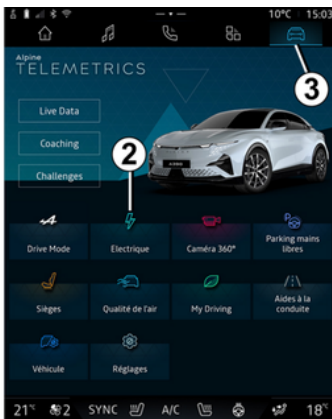 10°C 15:03
Alpine
TELEMETRICS
3
Live Data
Coaching
2
Challenges
Drive Mode
Electrique
Caméra 360°
Parking mains
libres
Sièges
Qualité de l'air
My Driving
Aides à la
conduite
Véhicule
Réglages
21°C 2 SYNC A/C 18°C